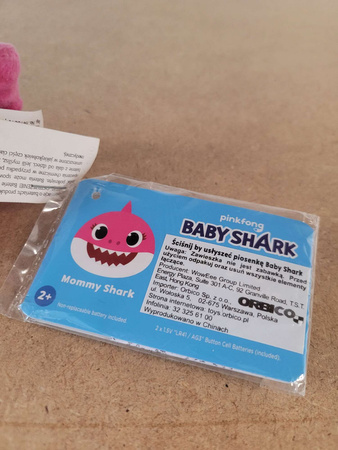 pinkfong
BABY SHARK
Ściśnij by usłyszeć piosenkę Baby Shark
Uwaga: Zawieszka nie jest zabawką. Przed
użyciem odpakuj oraz usuń wszystkie elementy
łączące.
Producent: WowEee Group Limited
Energy Plaza, Suite 301 A-C, 92 Granville Road, T.S.T.
East, Hong Kong
Importer: Orbico Sp. z o.o.,
ul. Wołoska 5, 02-675 Warszawa, Polska
Strona internetowa: toys.orbico.pl
Infolinia: 32 325 61 00
Wyprodukowano w Chinach
ORBICO
Mommy Shark
2+
Non-replaceable battery included
2 x 1.5V "LR41 / AG3" Button Cell Batteries (included).